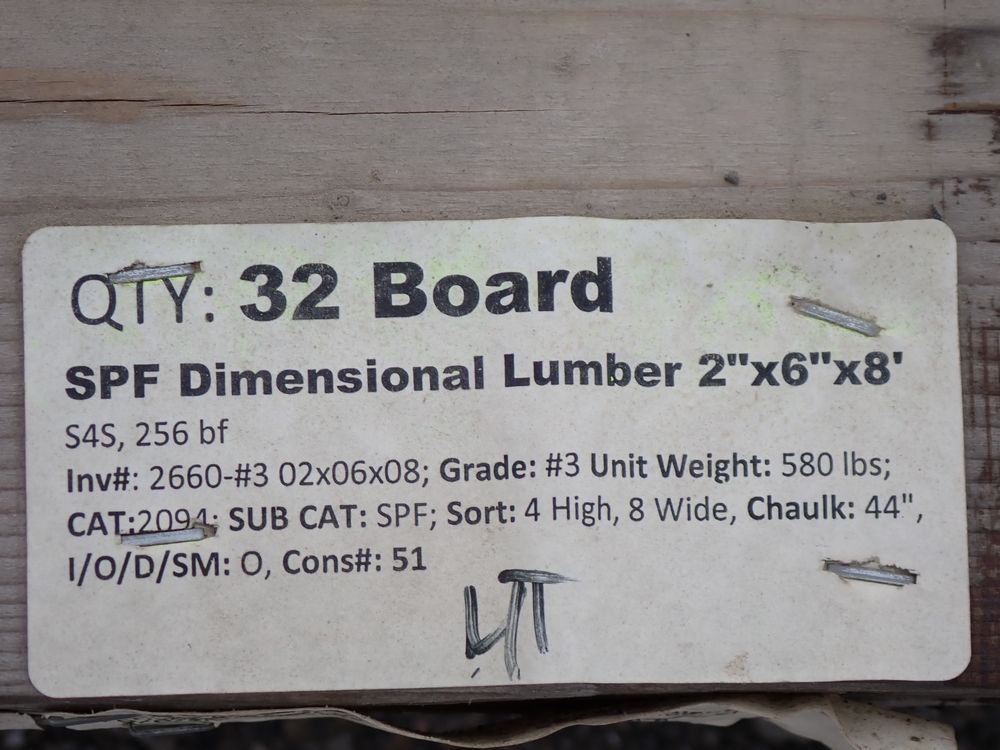 QTY: 32 Board
SPF Dimensional Lumber 2"x6"x8'
S4S, 256 bf
Inv#: 2660-#3 02x06x08; Grade: #3 Unit Weight: 580 lbs;
CAT:2094; SUB CAT: SPF; Sort: 4 High, 8 Wide, Chaulk: 44",
I/O/D/SM: O, Cons#: 51